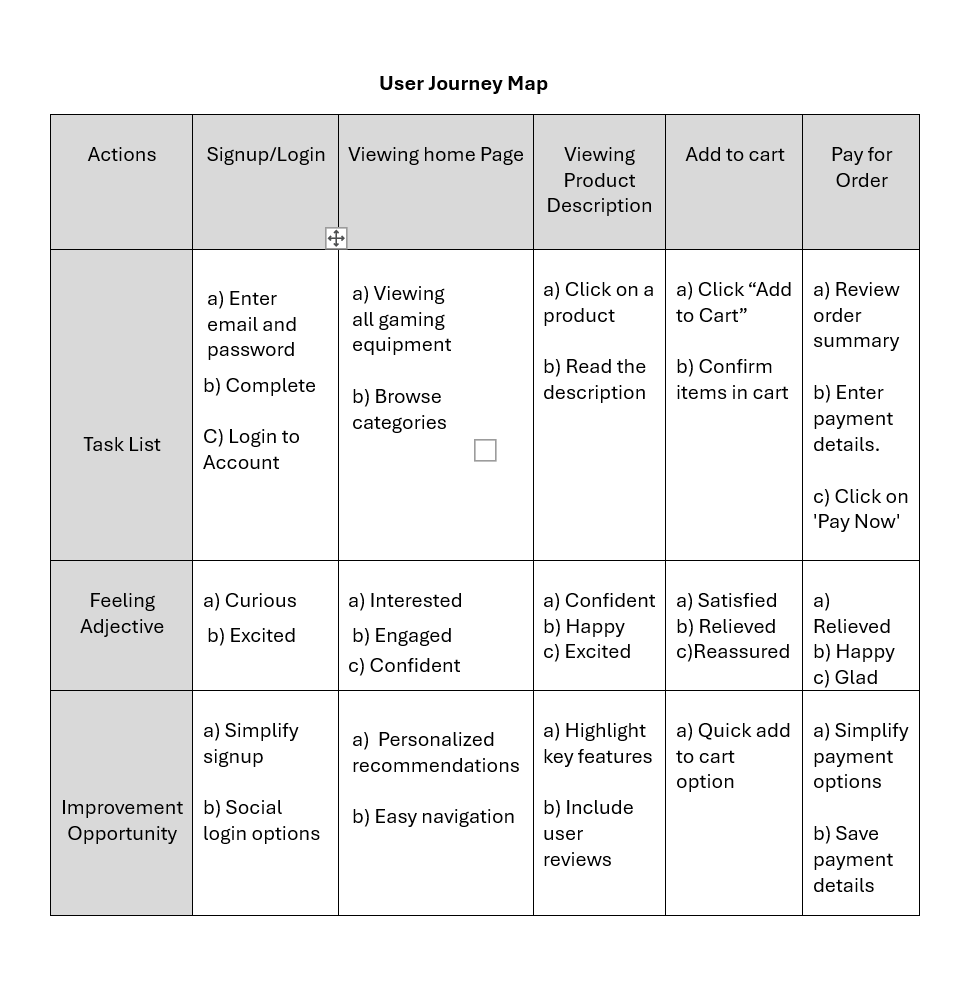 User Journey Map
Actions
Signup/Login
Viewing home Page
Viewing
Product
Description
Add to cart
Pay for
Order
Task List
a) Enter
email and
password
b) Complete
C) Login to
Account
a) Viewing
all gaming
equipment
b) Browse
categories
a) Click on a
product
b) Read the
description
a) Click “Add
to Cart”
b) Confirm
items in cart
a) Review
order
summary
b) Enter
payment
details.
c) Click on
'Pay Now'
Feeling
Adjective
a) Curious
b) Excited
a) Interested
b) Engaged
c) Confident
a) Confident
b) Happy
c) Excited
a) Satisfied
b) Relieved
c)Reassured
a)
Relieved
b) Happy
c) Glad
Improvement
Opportunity
a) Simplify
signup
b) Social
login options
a) Personalized
recommendations
b) Easy navigation
a) Highlight
key features
b) Include
user
reviews
a) Quick add
to cart
option
a) Simplify
payment
options
b) Save
payment
details